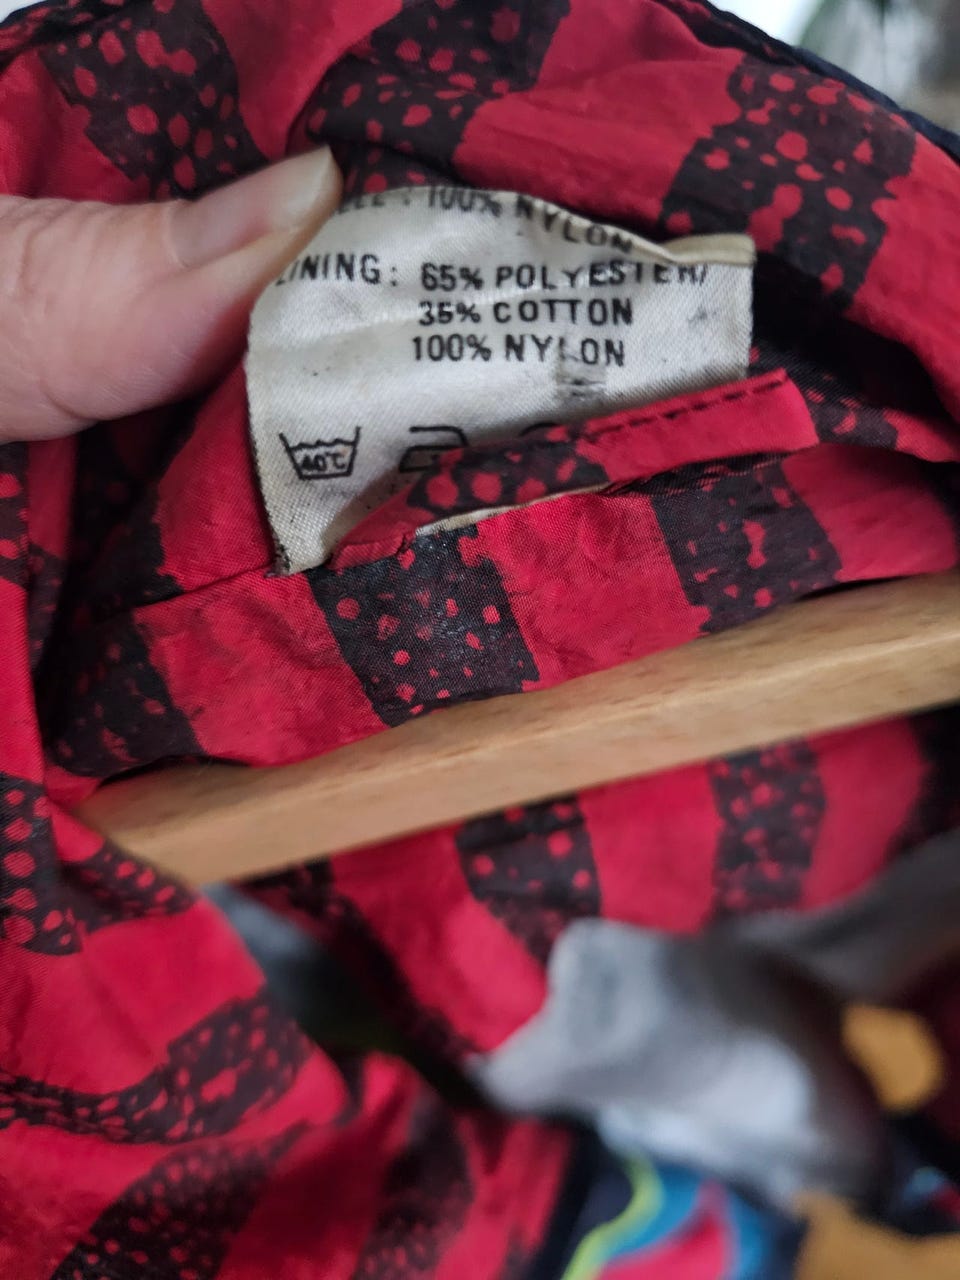 : 100% NYLON
LINING: 65% POLYESTER/
35% COTTON
100% NYLON
40°C